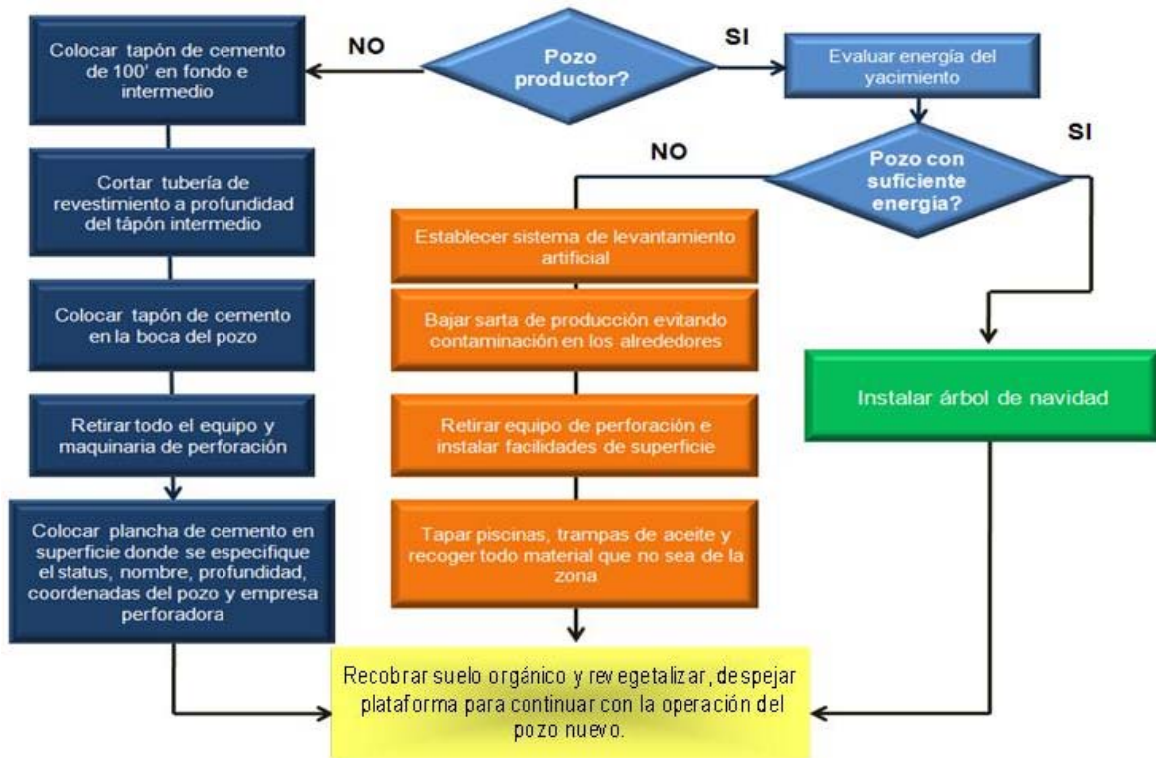 Colocar tapón de cemento
de 100' en fondo e
intermedio
NO
Pozo
productor?
SI
Evaluar energía del
yacimiento
Cortar tubería de
revestimiento a profundidad
del tápón intermedio
NO
Pozo con
suficiente
energía?
SI
Establecer sistema de levantamiento
artificial
Colocar tapón de cemento
en la boca del pozo
Bajar sarta de producción evitando
contaminación en los alrededores
Instalar árbol de navidad
Retirar todo el equipo y
maquinaria de perforación
Retirar equipo de perforación e
instalar facilidades de superficie
Colocar plancha de cemento en
superficie donde se especifique
el status, nombre, profundidad,
coordenadas del pozo y empresa
perforadora
Tapar piscinas, trampas de aceite y
recoger todo material que no sea de la
zona
Recobrar suelo orgánico y revegetalizar, despejar
plataforma para continuar con la operación del
pozo nuevo.